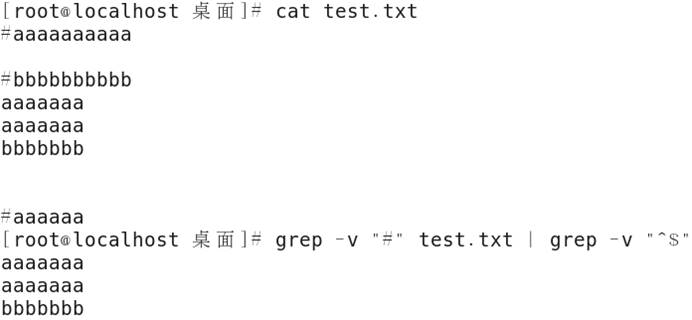 [root@localhost 桌面]# cat test.txt
#aaaaaaaaaa
#bbbbbbbbbb
aaaaaaa
aaaaaaa
bbbbbbb
#aaaaaa
[root@localhost 桌面]# grep -v "#" test.txt | grep -v "^$"
aaaaaaa
aaaaaaa
bbbbbbb